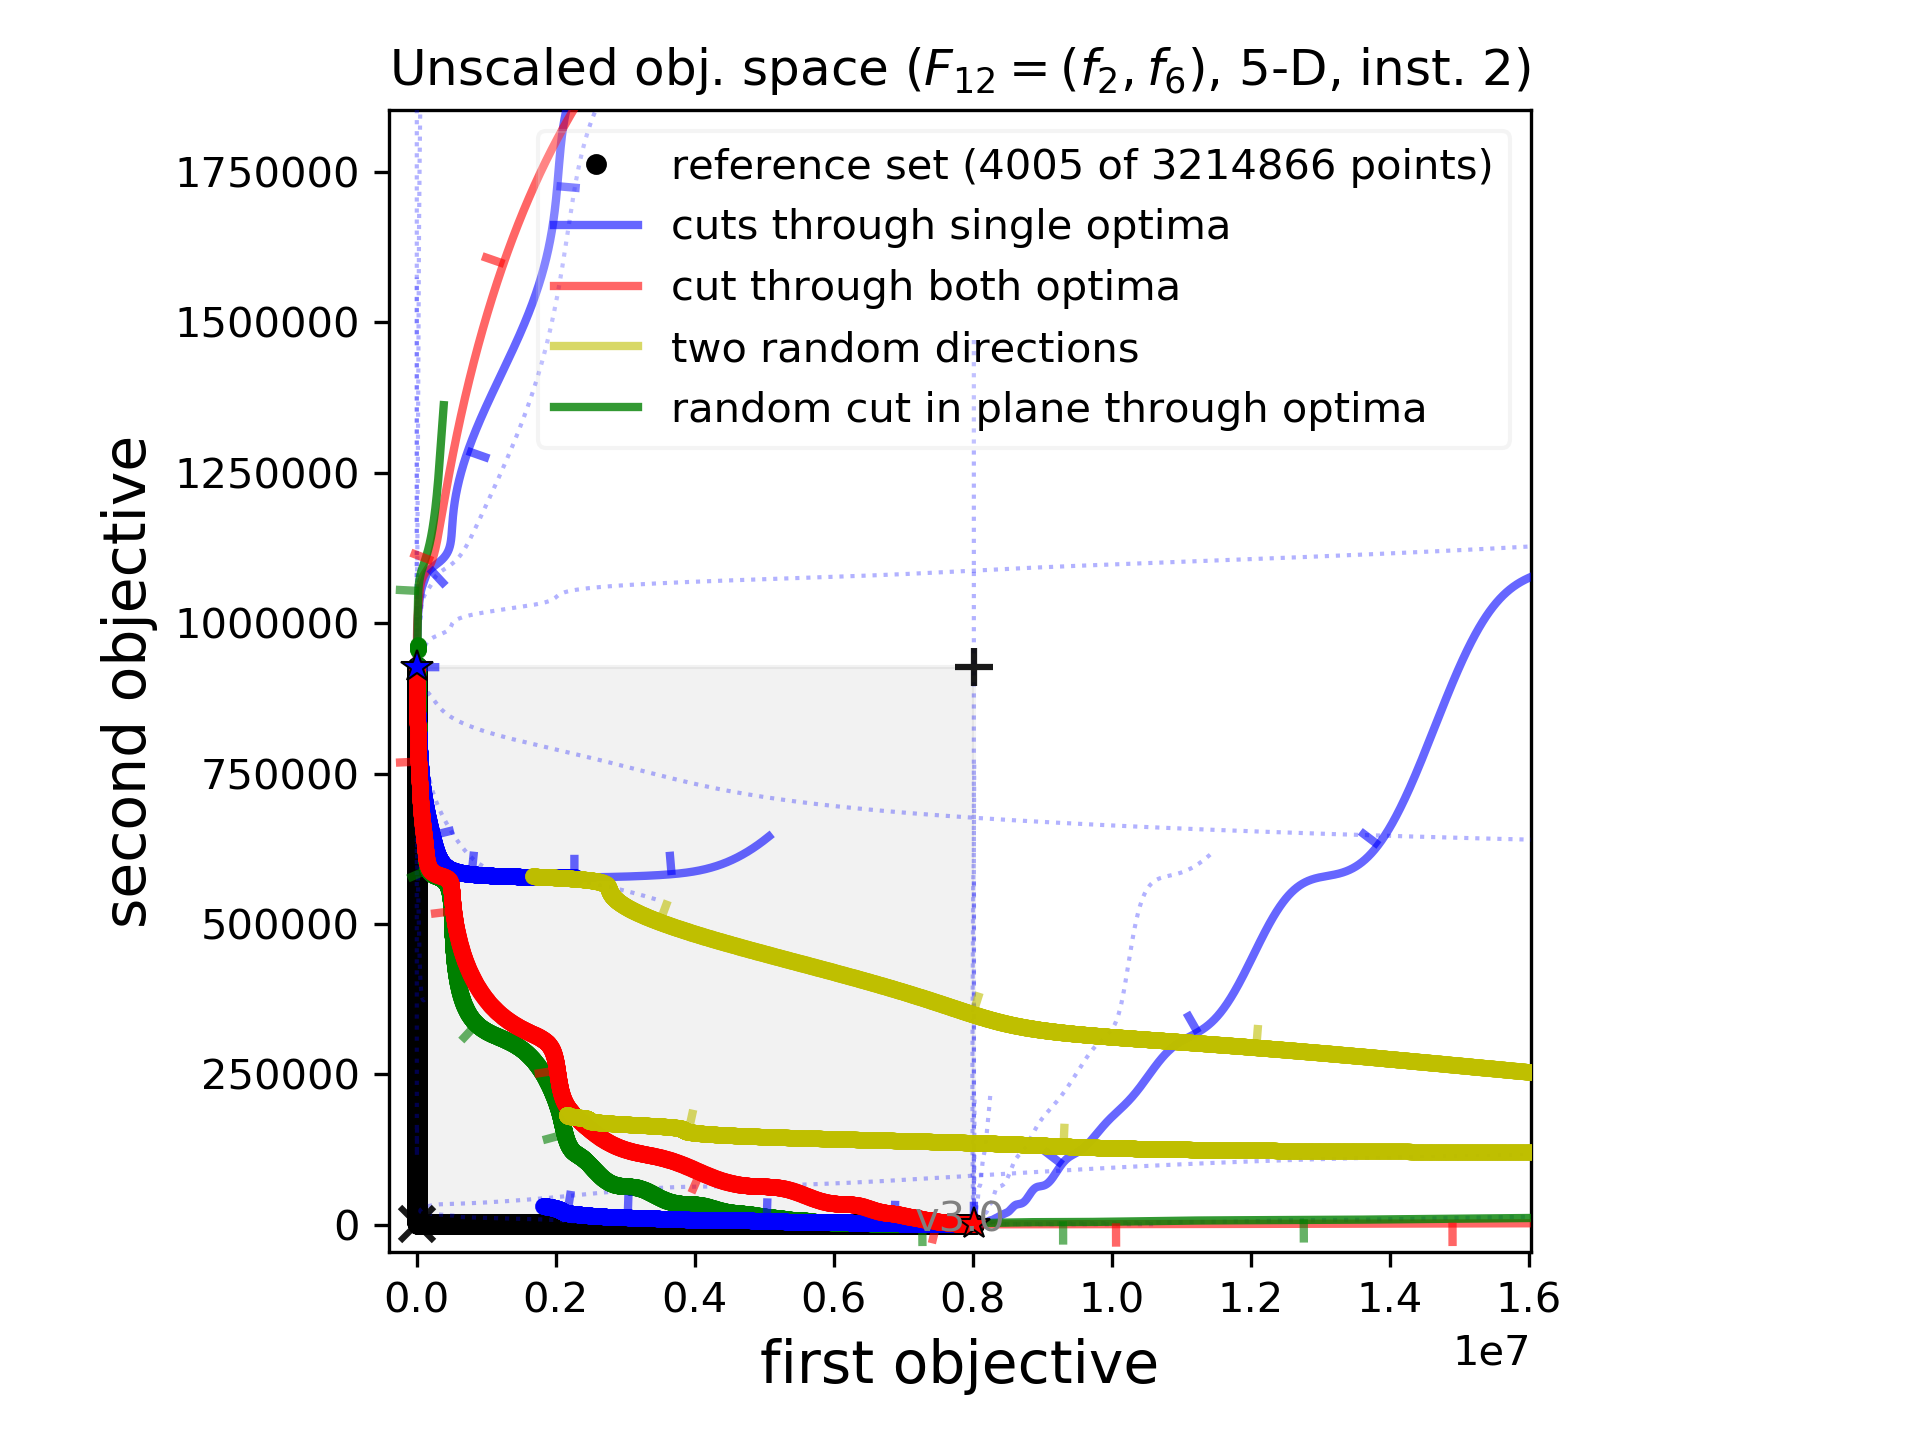 Unscaled obj. space (F12 = (f2, f6), 5-D, inst. 2)
reference set (4005 of 3214866 points)
cuts through single optima
cut through both optima
two random directions
random cut in plane through optima
second objective
1750000
1500000
1250000
1000000
750000
500000
250000
0
v3.0
0.0 0.2 0.4 0.6 0.8 1.0 1.2 1.4 1.6
1e7
first objective